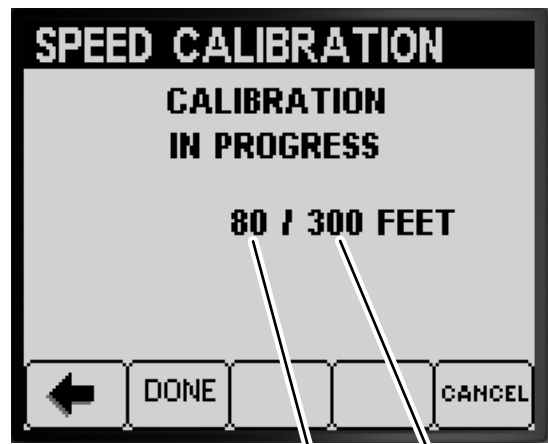 SPEED CALIBRATION
CALIBRATION
IN PROGRESS
80 / 300 FEET
DONE
CANCEL